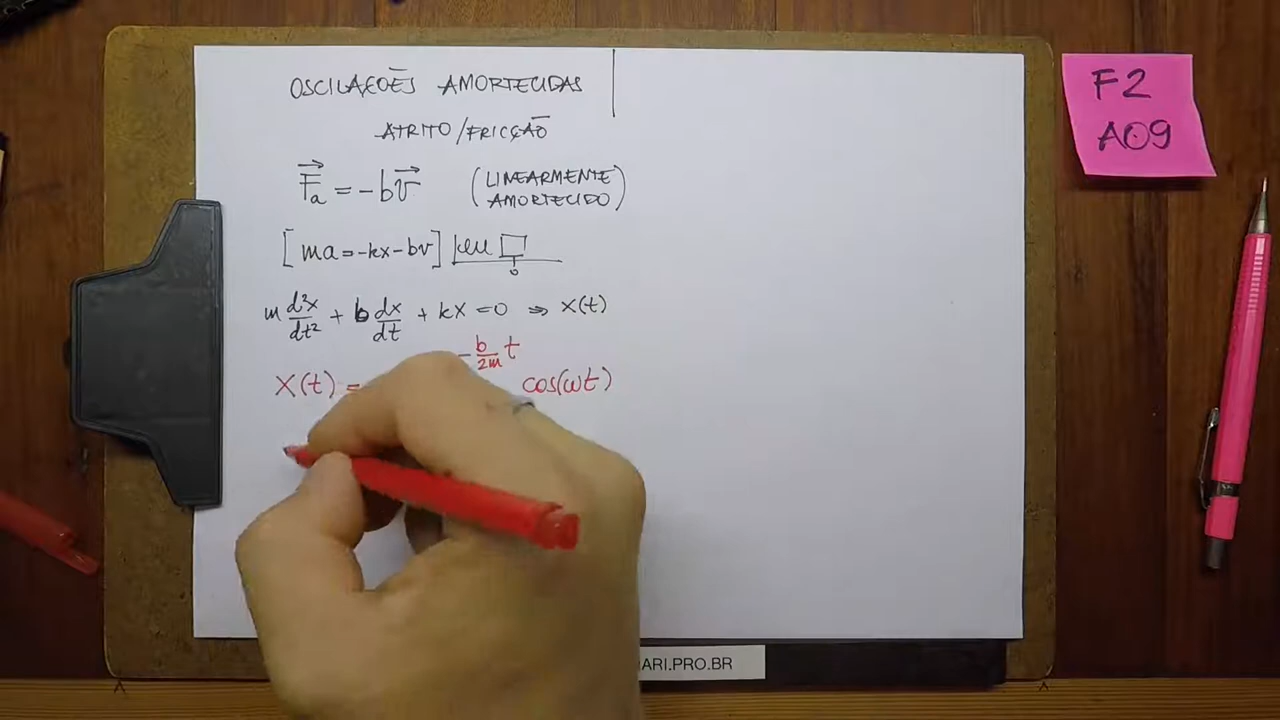 OSCILAÇÕES AMORTECIDAS
ATRITO/FRICÇÃO
F⃗a = -bv⃗ (LINEARMENTE AMORTECIDO)
[ma = -kx - bv] 0
m d²x/dt² + b dx/dt + kx = 0 ⇒ x(t)
- b/2m t
X(t) = cos(ωt)
F2
A09
ARI.PRO.BR